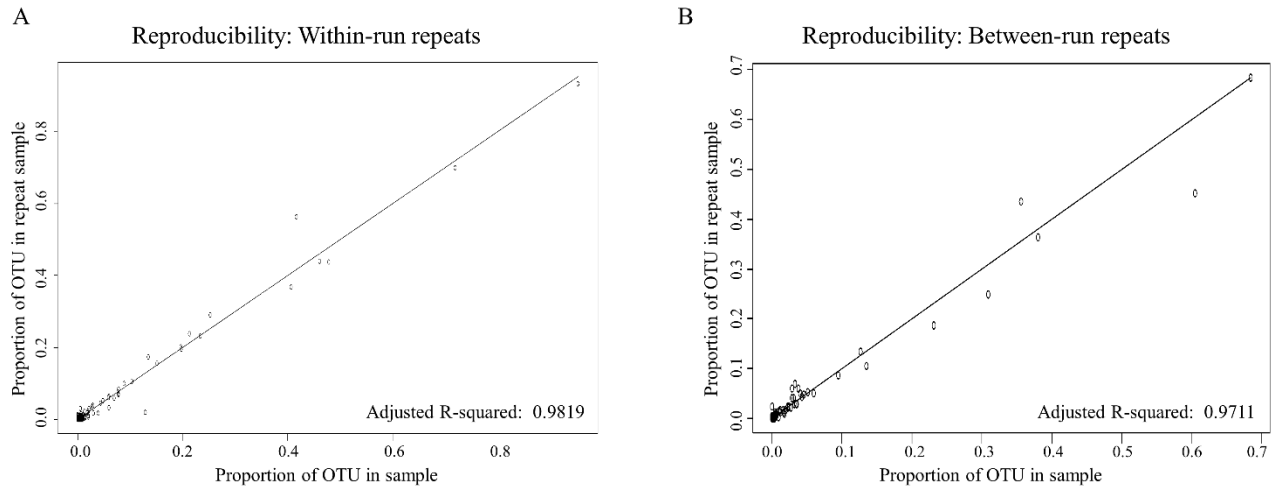 A
Reproducibility: Within-run repeats
Proportion of OTU in repeat sample
0.8
0.6
0.4
0.2
0.0
Adjusted R-squared: 0.9819
0.0 0.2 0.4 0.6 0.8
Proportion of OTU in sample
B
Reproducibility: Between-run repeats
Proportion of OTU in repeat sample
0.7
0.6
0.5
0.4
0.3
0.2
0.1
0.0
Adjusted R-squared: 0.9711
0.0 0.1 0.2 0.3 0.4 0.5 0.6 0.7
Proportion of OTU in sample